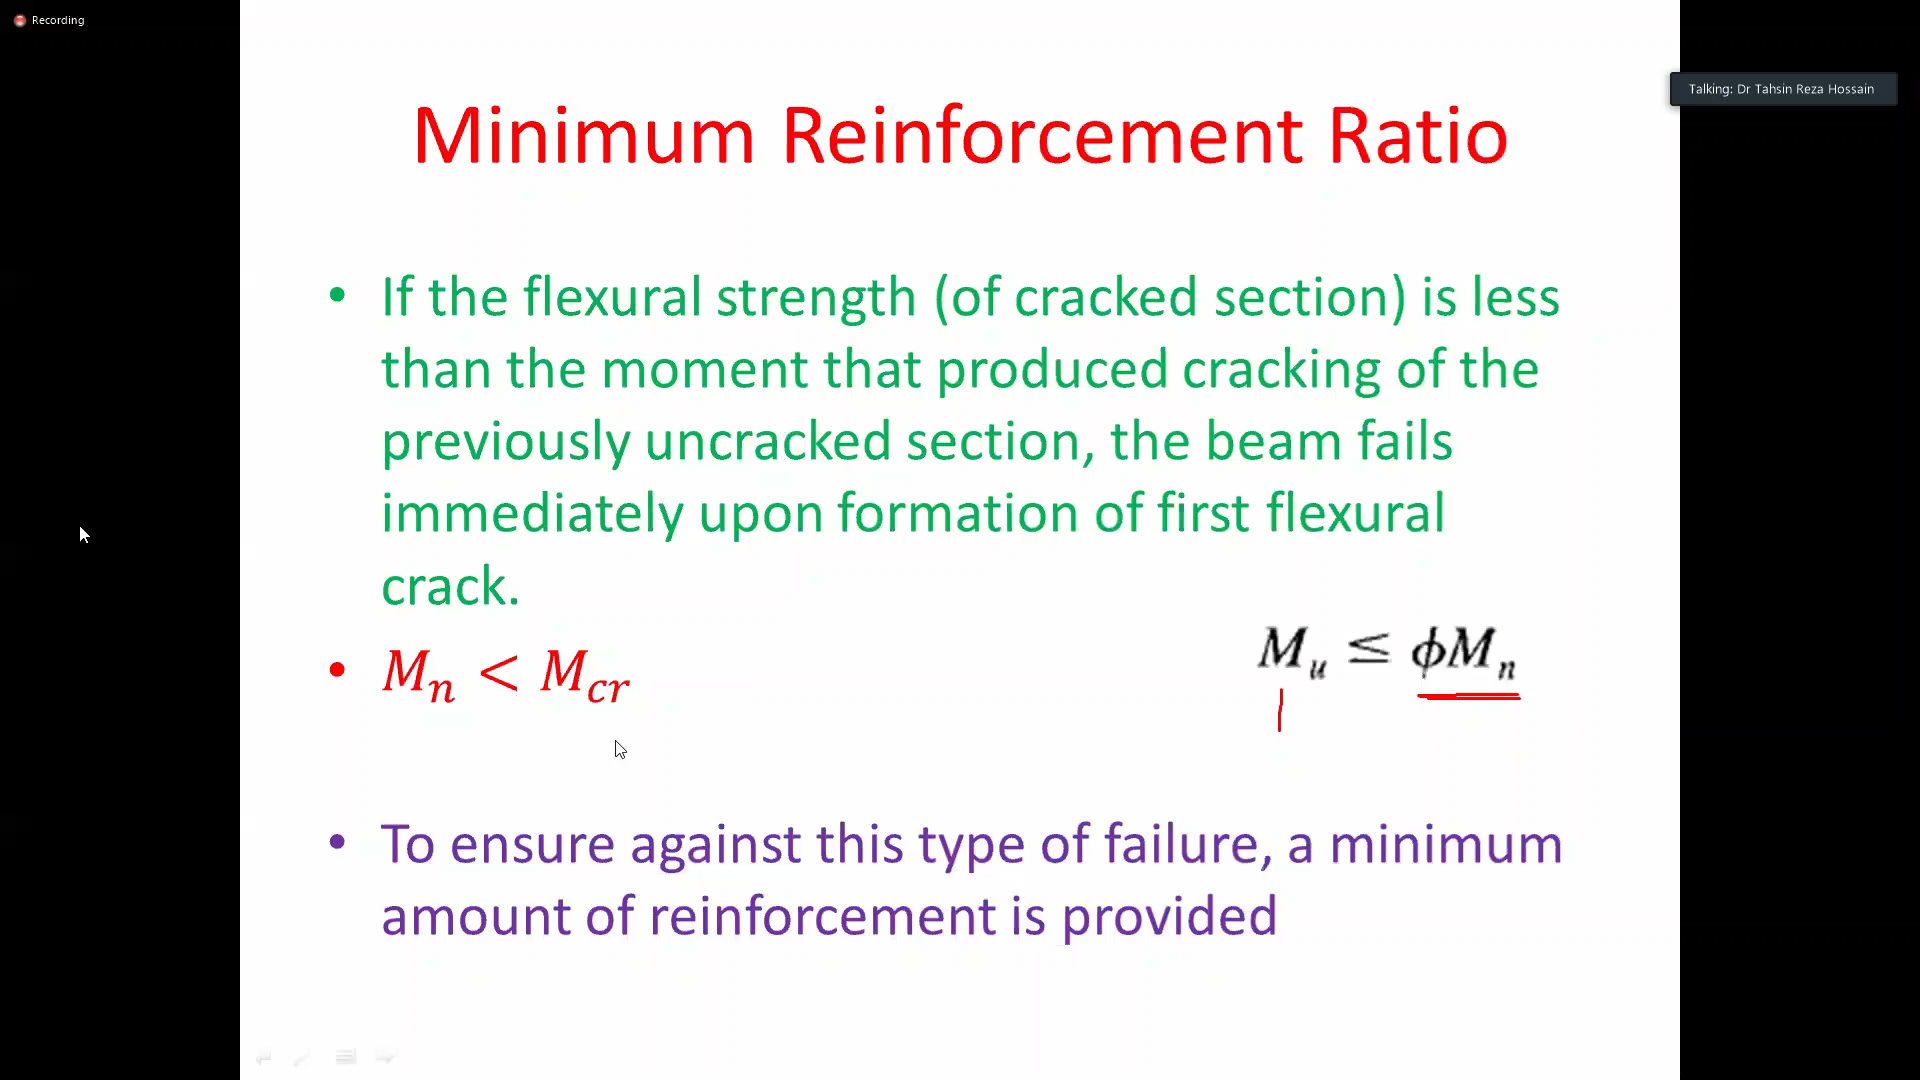 Recording
Talking: Dr Tahsin Reza Hossain
Minimum Reinforcement Ratio
• If the flexural strength (of cracked section) is less
than the moment that produced cracking of the
previously uncracked section, the beam fails
immediately upon formation of first flexural
crack.
• Mₙ < M_cr
Mᵤ ≤ ϕMₙ
• To ensure against this type of failure, a minimum
amount of reinforcement is provided